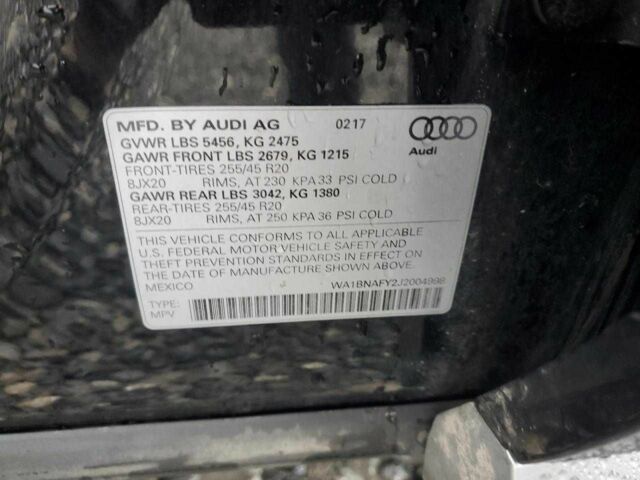 MFD. BY AUDI AG 0217
GVWR LBS 5456, KG 2475
GAWR FRONT LBS 2679, KG 1215
FRONT-TIRES 255/45 R20
8JX20 RIMS, AT 230 KPA 33 PSI COLD
GAWR REAR LBS 3042, KG 1380
REAR-TIRES 255/45 R20
8JX20 RIMS, AT 250 KPA 36 PSI COLD
Audi
THIS VEHICLE CONFORMS TO ALL APPLICABLE
U.S. FEDERAL MOTOR VEHICLE SAFETY AND
THEFT PREVENTION STANDARDS IN EFFECT ON
THE DATE OF MANUFACTURE SHOWN ABOVE.
MEXICO WA1BNAFY2J2004998
TYPE:
MPV